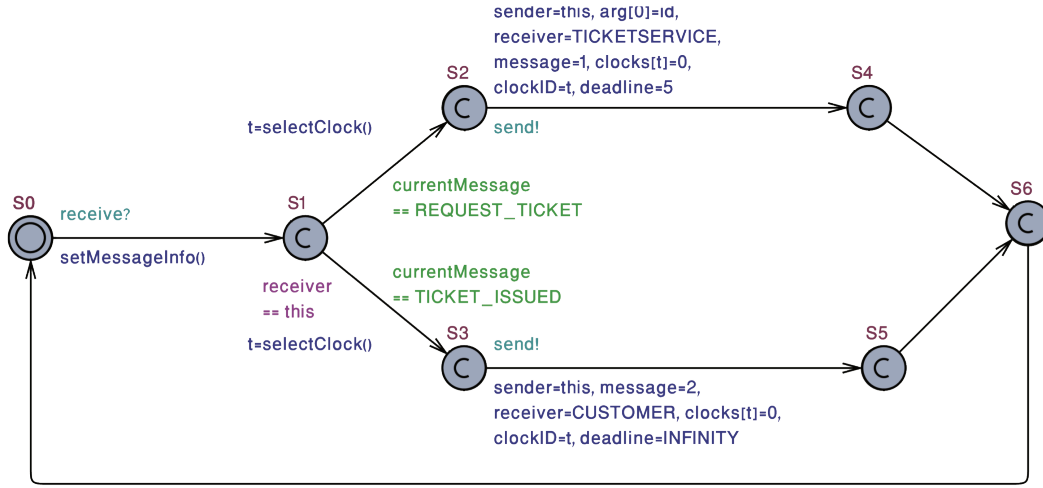 sender=this, arg[0]=id,
receiver=TICKETSERVICE,
message=1, clocks[t]=0,
clockID=t, deadline=5
S2
S4
t=selectClock()
send!
currentMessage
== REQUEST_TICKET
S0
S1
S6
receive?
setMessageInfo()
currentMessage
== TICKET_ISSUED
receiver
== this
t=selectClock()
S3
send!
S5
sender=this, message=2,
receiver=CUSTOMER, clocks[t]=0,
clockID=t, deadline=INFINITY
C
C
C
C
C
C